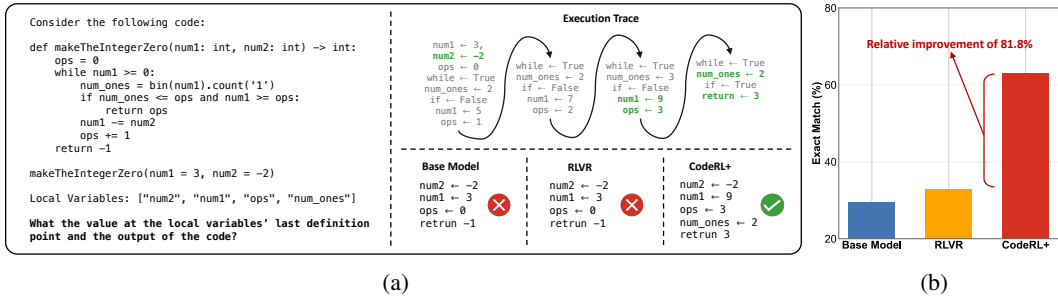 Consider the following code:
def makeTheIntegerZero(num1: int, num2: int) -> int:
    ops = 0
    while num1 >= 0:
        num_ones = bin(num1).count('1')
        if num_ones <= ops and num1 >= ops:
            return ops
        num1 -= num2
        ops += 1
    return -1
makeTheIntegerZero(num1 = 3, num2 = -2)
Local Variables: ["num2", "num1", "ops", "num_ones"]
What the value at the local variables' last definition
point and the output of the code?
Execution Trace
num1 ← 3,
num2 ← -2
ops ← 0
while ← True
num_ones ← 2
if ← False
num1 ← 5
ops ← 1
while ← True
num_ones ← 2
if ← False
num1 ← 7
ops ← 2
while ← True
num_ones ← 3
if ← False
num1 ← 9
ops ← 3
while ← True
num_ones ← 2
if ← True
return ← 3
Base Model
num2 ← -2
num1 ← 3
ops ← 0
retrun -1
RLVR
num2 ← -2
num1 ← 3
ops ← 0
retrun -1
CodeRL+
num2 ← -2
num1 ← 9
ops ← 3
num_ones ← 2
retrun 3
(a)
Exact Match (%)
80
60
40
20
Relative improvement of 81.8%
Base Model
RLVR
CodeRL+
(b)